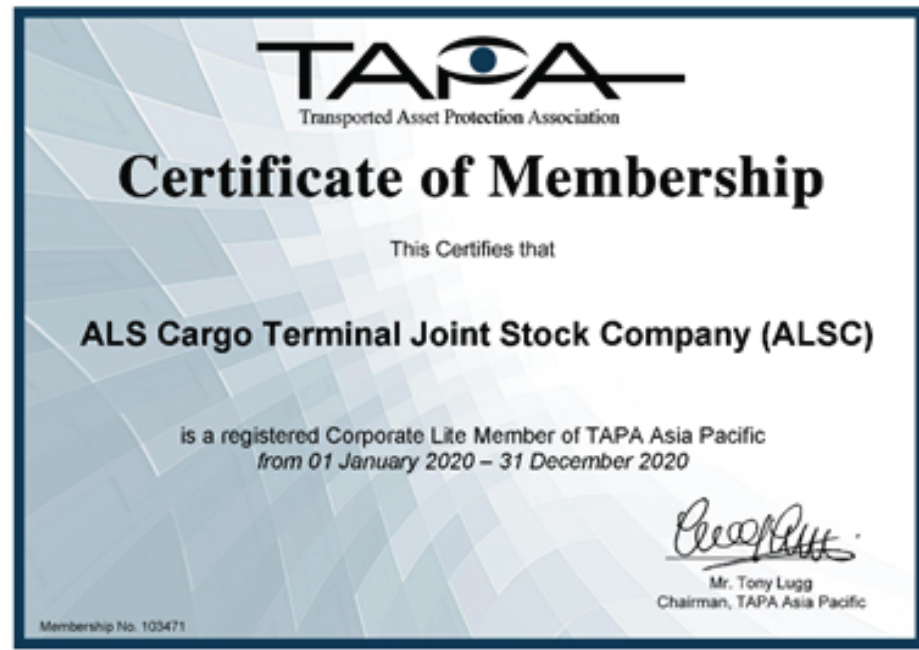 TAPA
Transported Asset Protection Association
Certificate of Membership
This Certifies that
ALS Cargo Terminal Joint Stock Company (ALSC)
is a registered Corporate Lite Member of TAPA Asia Pacific
from 01 January 2020 – 31 December 2020
Mr. Tony Lugg
Chairman, TAPA Asia Pacific
Membership No. 103471